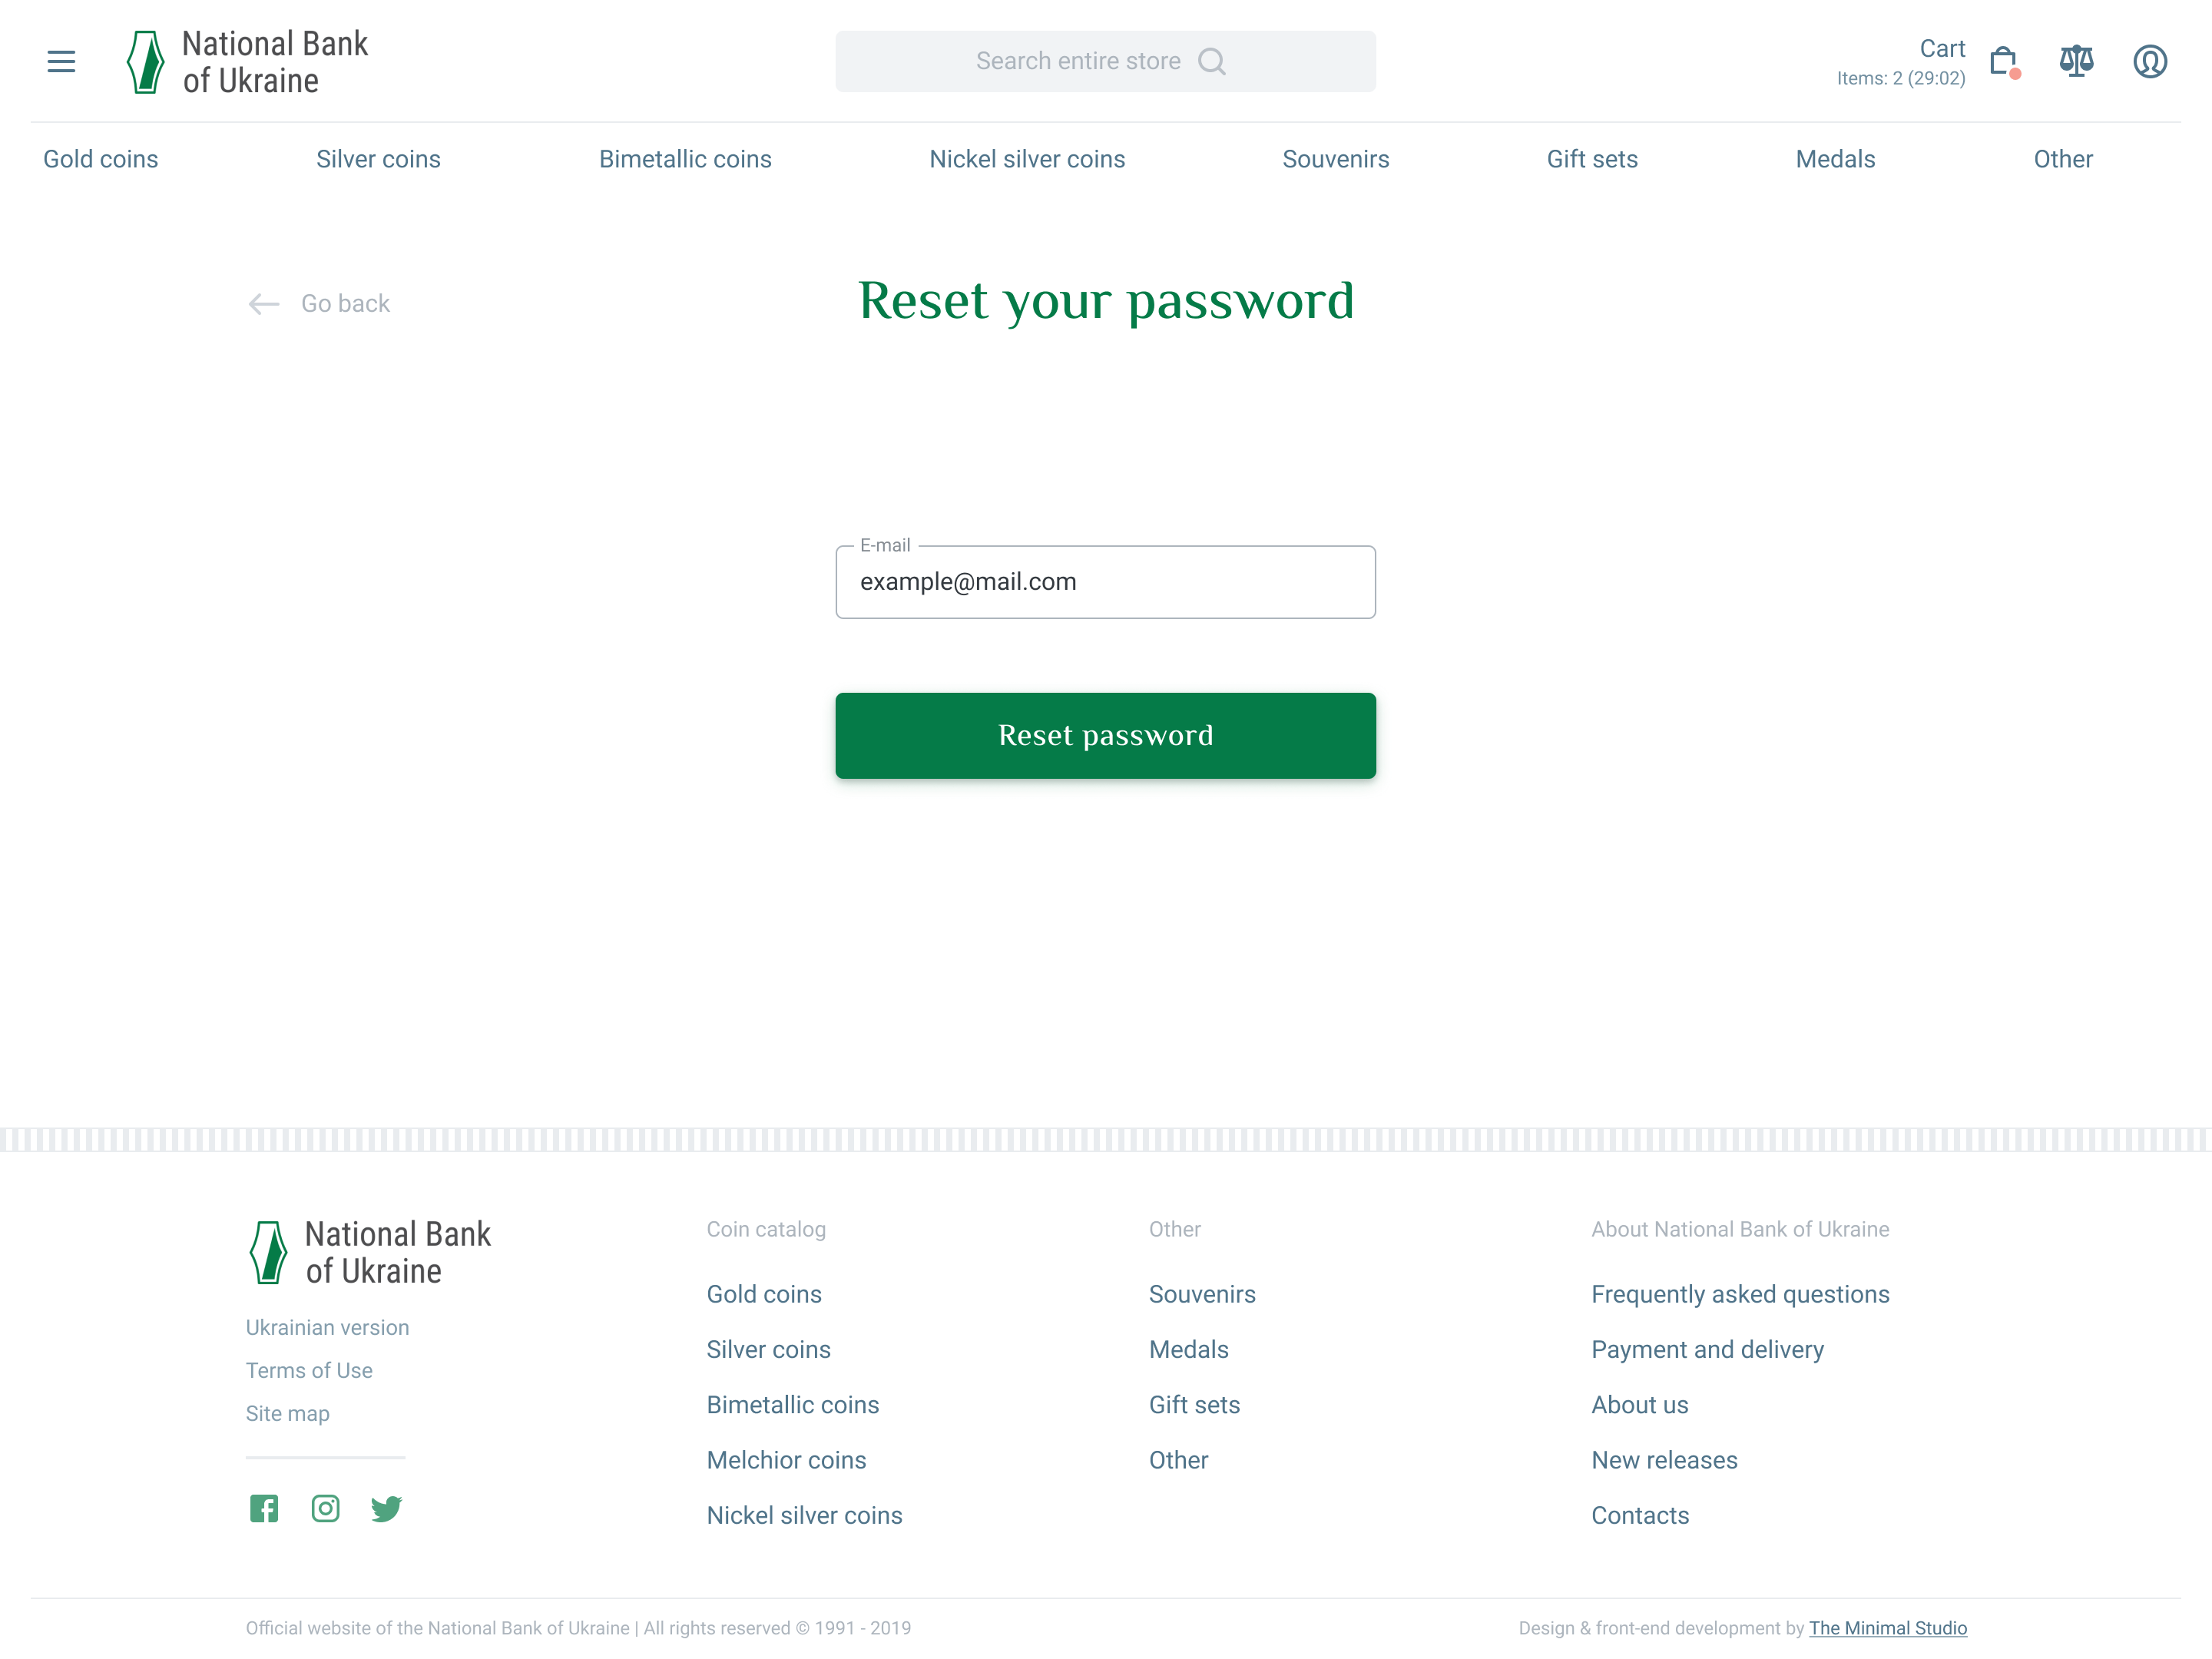 National Bank
of Ukraine
Search entire store
Cart
Items: 2 (29:02)
Gold coins
Silver coins
Bimetallic coins
Nickel silver coins
Souvenirs
Gift sets
Medals
Other
Go back
Reset your password
E-mail
example@mail.com
Reset password
National Bank
of Ukraine
Ukrainian version
Terms of Use
Site map
Coin catalog
Gold coins
Silver coins
Bimetallic coins
Melchior coins
Nickel silver coins
Other
Souvenirs
Medals
Gift sets
Other
About National Bank of Ukraine
Frequently asked questions
Payment and delivery
About us
New releases
Contacts
Official website of the National Bank of Ukraine | All rights reserved © 1991 - 2019
Design & front-end development by The Minimal Studio